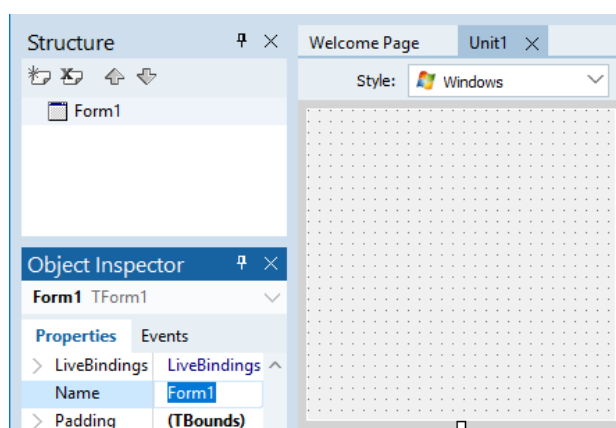 Structure
Form1
Object Inspector
Form1 TForm1
Properties Events
LiveBindings LiveBindings
Name Form1
Padding (TBounds)
Welcome Page Unit1
Style: Windows